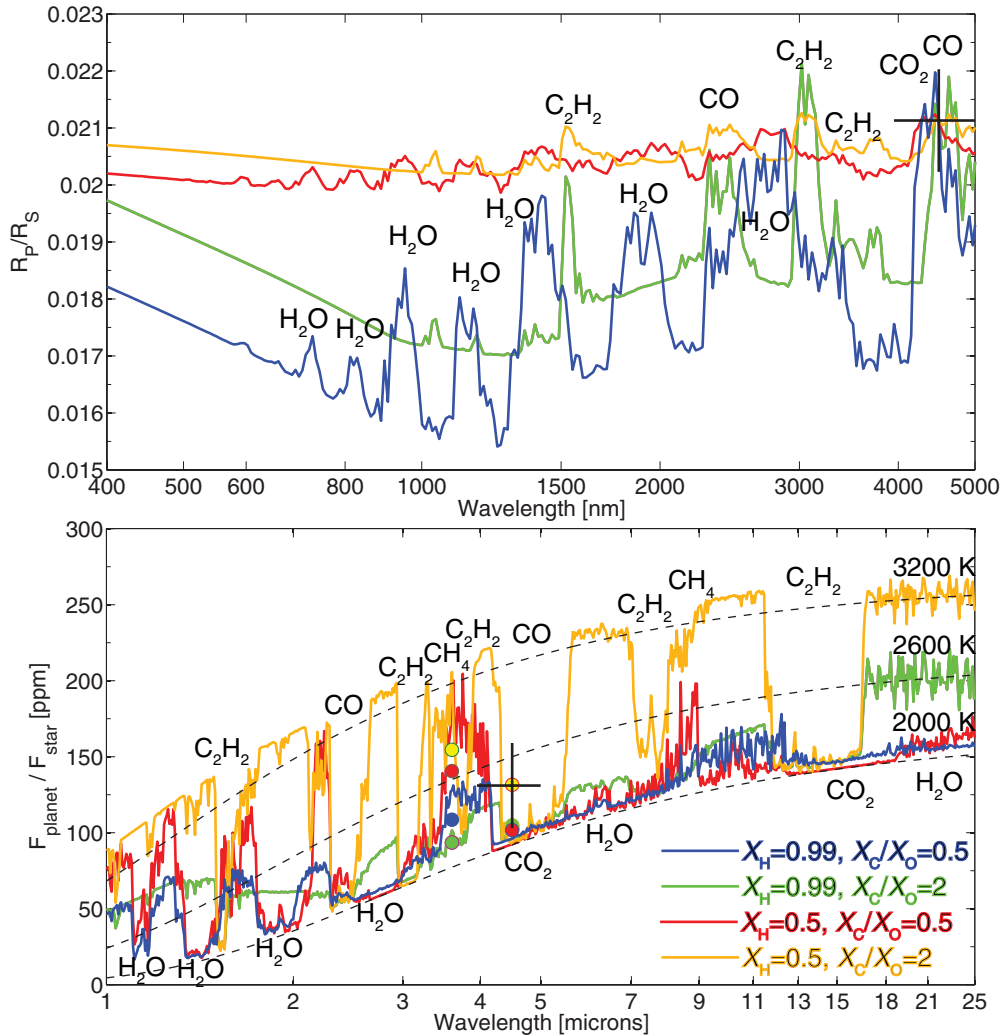 0.023
0.022
0.021
0.02
0.019
0.018
0.017
0.016
0.015
R_P/R_S
C₂H₂
CO
CO₂
C₂H₂
CO
C₂H₂
H₂O
H₂O
H₂O
H₂O
H₂O
H₂O
H₂O
400 500 600 800 1000 1500 2000 3000 4000 5000
Wavelength [nm]
300
250
200
150
100
50
0
F_planet / F_star [ppm]
3200 K
2600 K
2000 K
C₂H₂
CH₄
C₂H₂
C₂H₂
CO
C₂H₂
CH₄
C₂H₂
CO
C₂H₂
CO₂
H₂O
CO₂
H₂O
H₂O
H₂O
H₂O
H₂O
X_H=0.99, X_C/X_O=0.5
X_H=0.99, X_C/X_O=2
X_H=0.5, X_C/X_O=0.5
X_H=0.5, X_C/X_O=2
1 2 3 4 5 7 9 11 13 15 18 21 25
Wavelength [microns]